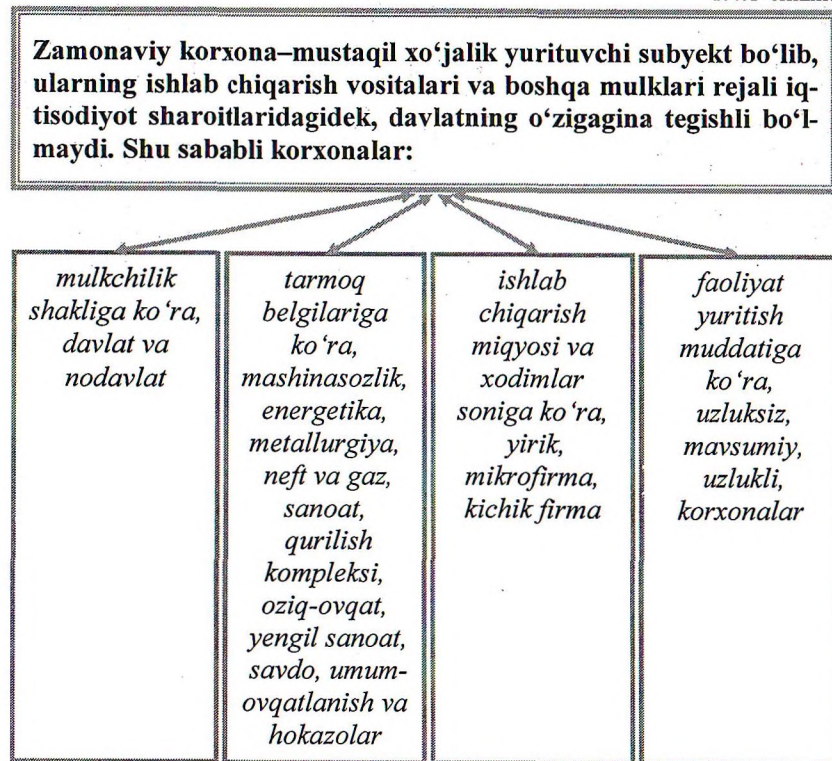 Zamonaviy korxona–mustaqil xo‘jalik yurituvchi subyekt bo‘lib,
ularning ishlab chiqarish vositalari va boshqa mulklari rejali iq-
tisodiyot sharoitlaridagidek, davlatning o’zigagina tegishli bo‘l-
maydi. Shu sababli korxonalar:
mulkchilik
shakliga ko‘ra,
davlat va
nodavlat
tarmoq
belgilariga
ko‘ra,
mashinasozlik,
energetika,
metallurgiya,
neft va gaz,
sanoat,
qurilish
kompleksi,
oziq-ovqat,
yengil sanoat,
savdo, umum-
ovqatlanish va
hokazolar
ishlab
chiqarish
miqyosi va
xodimlar
soniga ko‘ra,
yirik,
mikrofirma,
kichik firma
faoliyat
yuritish
muddatiga
ko‘ra,
uzluksiz,
mavsumiy,
uzlukli,
korxonalar